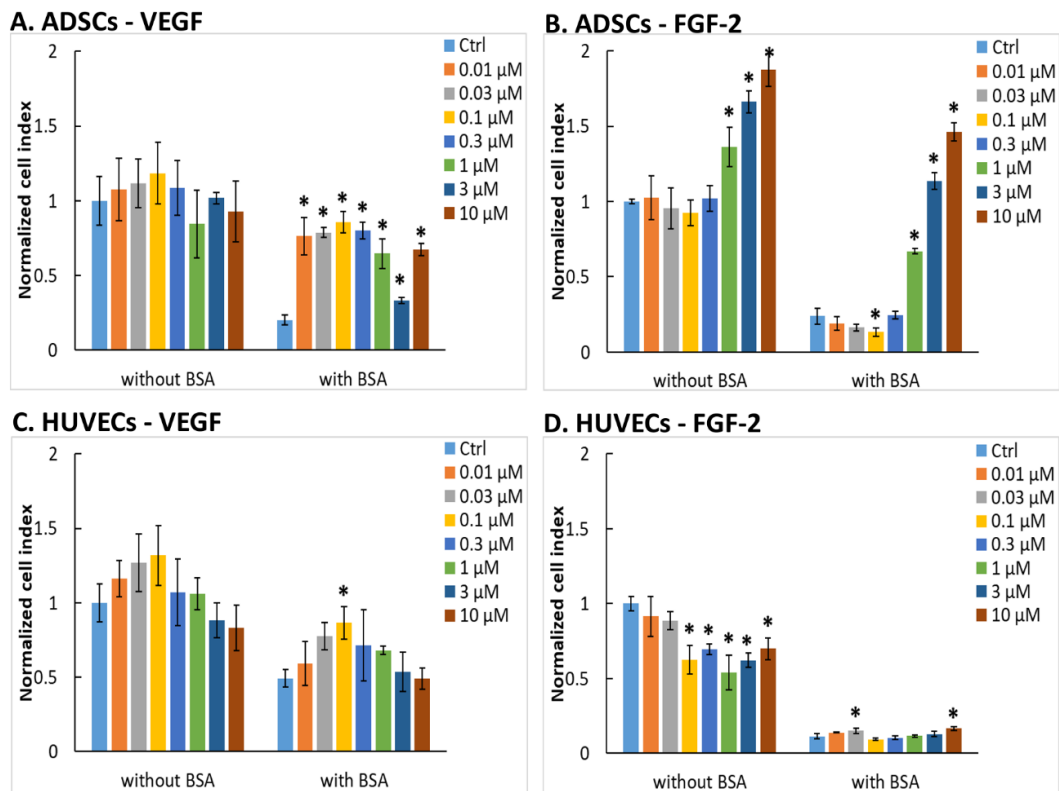 A. ADSCs - VEGF
2
1.5
1
0.5
0
Normalized cell index
* * * * * * *
without BSA
with BSA
Ctrl
0.01 µM
0.03 µM
0.1 µM
0.3 µM
1 µM
3 µM
10 µM
B. ADSCs - FGF-2
2
1.5
1
0.5
0
Normalized cell index
* * * * * * *
without BSA
with BSA
Ctrl
0.01 µM
0.03 µM
0.1 µM
0.3 µM
1 µM
3 µM
10 µM
C. HUVECs - VEGF
2
1.5
1
0.5
0
Normalized cell index
*
without BSA
with BSA
Ctrl
0.01 µM
0.03 µM
0.1 µM
0.3 µM
1 µM
3 µM
10 µM
D. HUVECs - FGF-2
2
1.5
1
0.5
0
Normalized cell index
* * * * * * *
without BSA
with BSA
Ctrl
0.01 µM
0.03 µM
0.1 µM
0.3 µM
1 µM
3 µM
10 µM